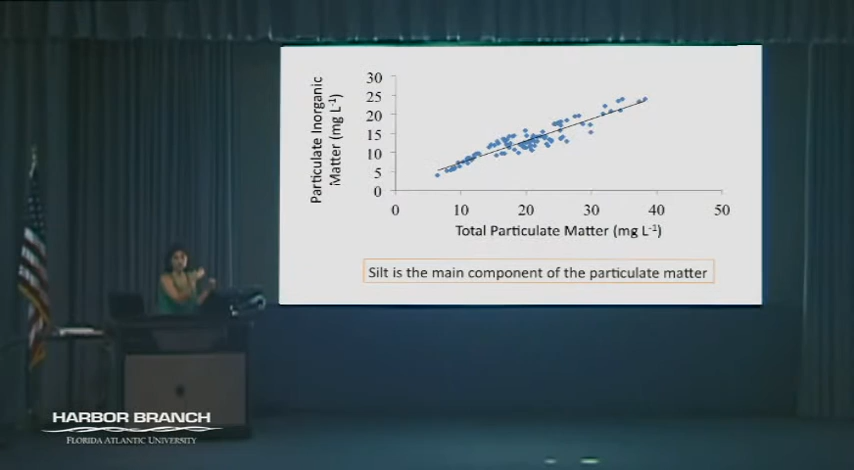 Particulate Inorganic
Matter (mg L-1)
30
25
20
15
10
5
0
0 10 20 30 40 50
Total Particulate Matter (mg L-1)
Silt is the main component of the particulate matter
HARBOR BRANCH
FLORIDA ATLANTIC UNIVERSITY